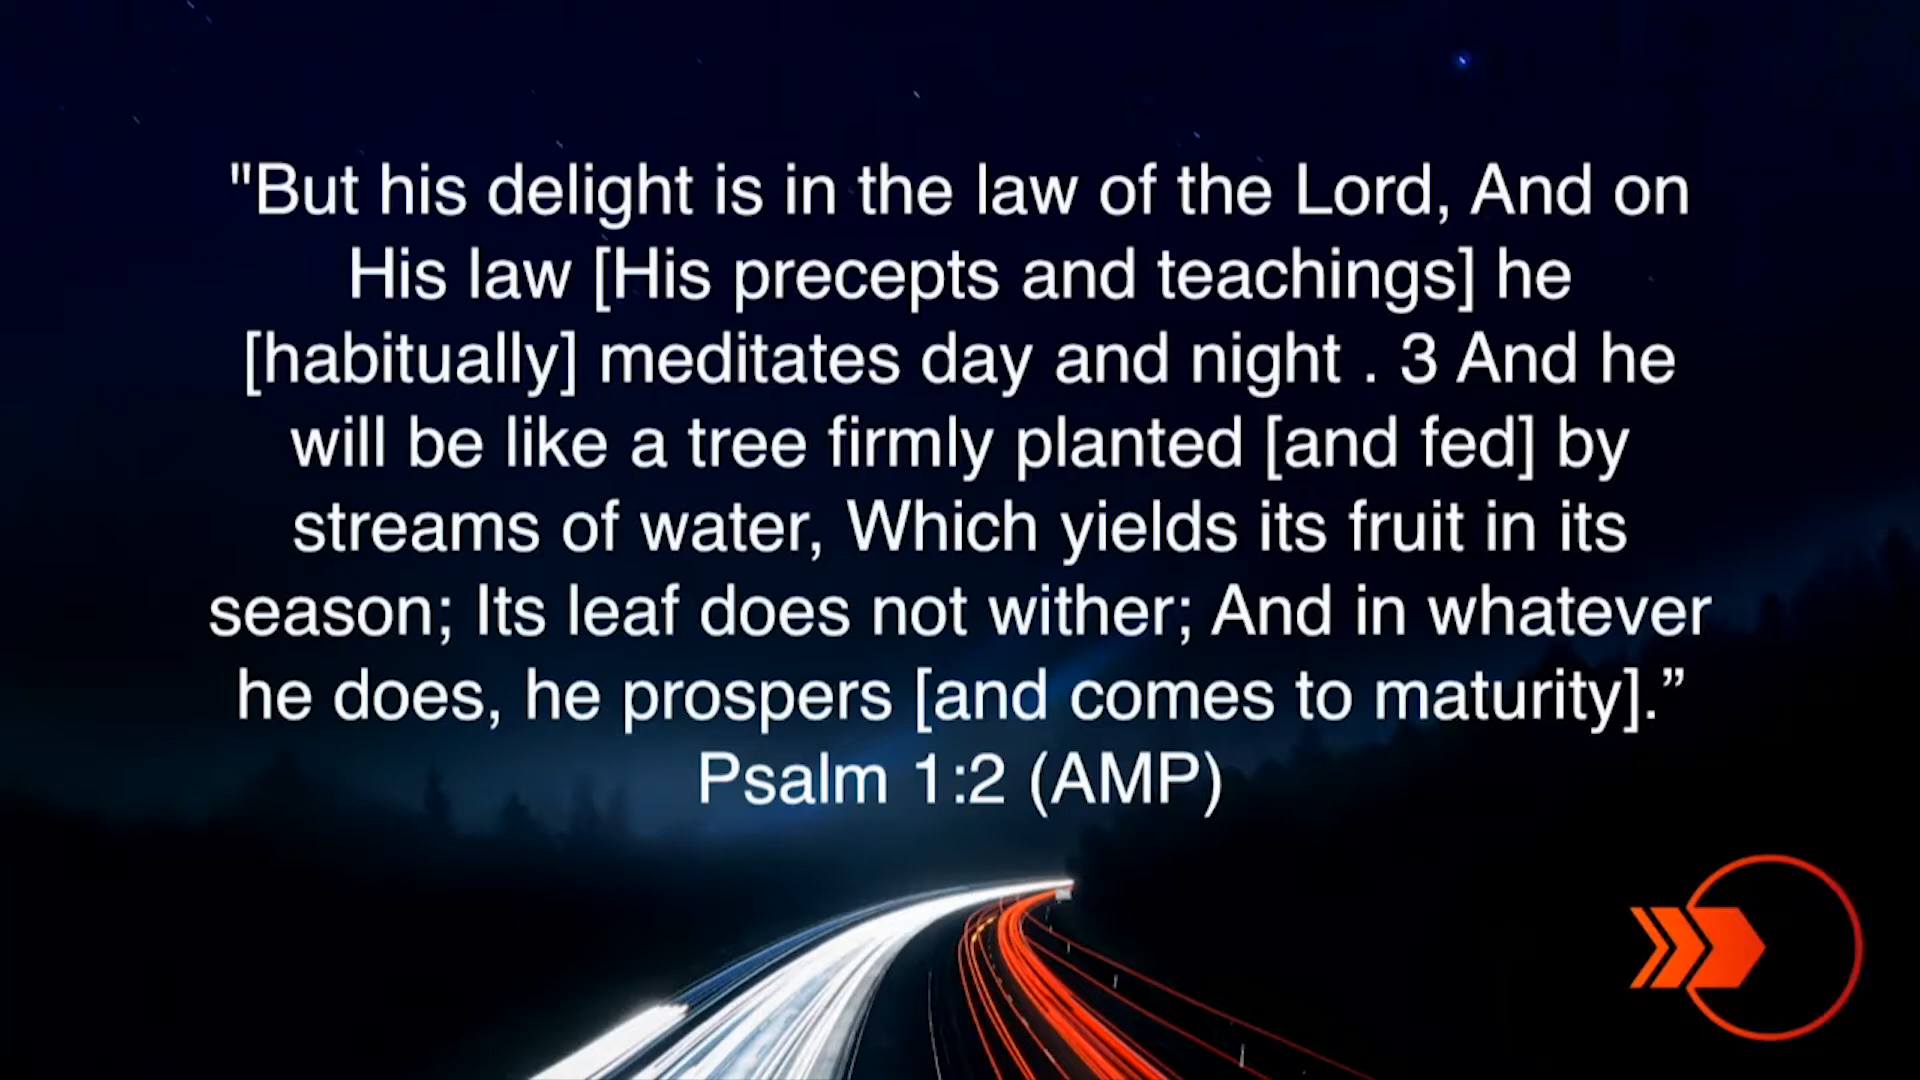 "But his delight is in the law of the Lord, And on
His law [His precepts and teachings] he
[habitually] meditates day and night . 3 And he
will be like a tree firmly planted [and fed] by
streams of water, Which yields its fruit in its
season; Its leaf does not wither; And in whatever
he does, he prospers [and comes to maturity].”
Psalm 1:2 (AMP)